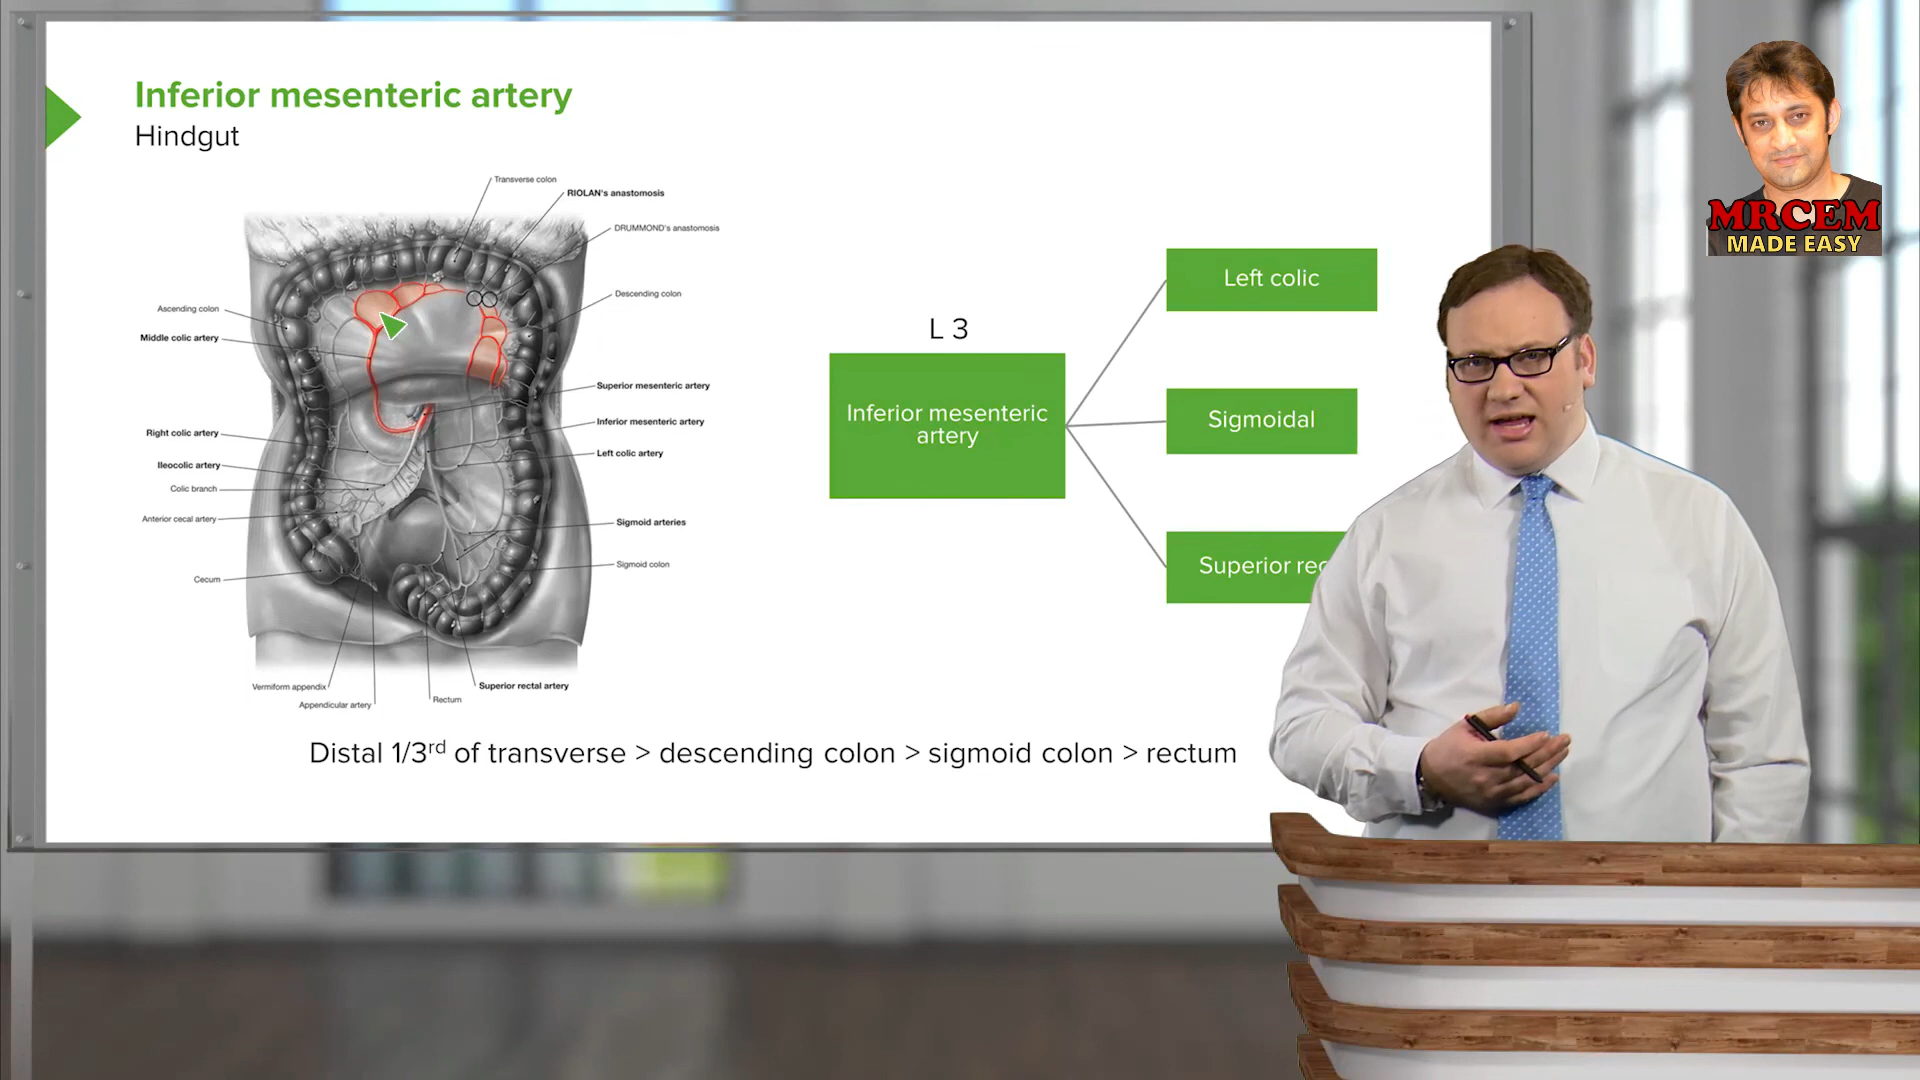 Inferior mesenteric artery
Hindgut
Transverse colon
RIOLAN's anastomosis
DRUMMOND's anastomosis
Descending colon
Ascending colon
Middle colic artery
Superior mesenteric artery
Inferior mesenteric artery
Right colic artery
Left colic artery
Ileocolic artery
Colic branch
Anterior cecal artery
Sigmoid arteries
Sigmoid colon
Cecum
Vermiform appendix
Superior rectal artery
Rectum
Appendicular artery
L 3
Inferior mesenteric
artery
Left colic
Sigmoidal
Superior rec
Distal 1/3rd of transverse > descending colon > sigmoid colon > rectum
MRCEM
MADE EASY